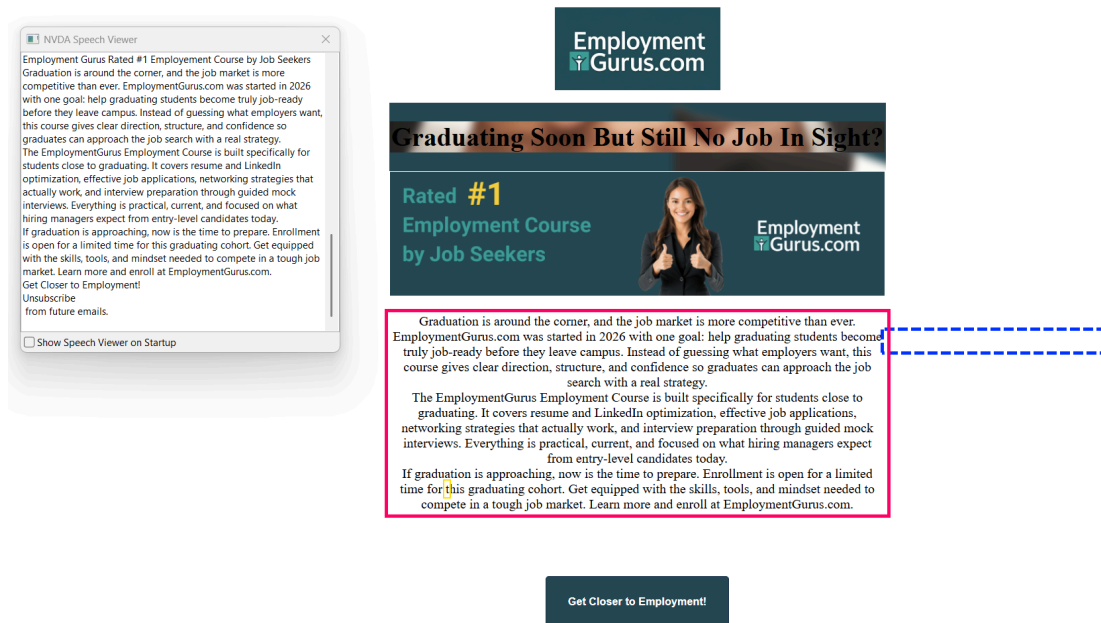 NVDA Speech Viewer
Employment Gurus Rated #1 Employement Course by Job Seekers
Graduation is around the corner, and the job market is more
competitive than ever. EmploymentGurus.com was started in 2026
with one goal: help graduating students become truly job-ready
before they leave campus. Instead of guessing what employers want,
this course gives clear direction, structure, and confidence so
graduates can approach the job search with a real strategy.
The EmploymentGurus Employment Course is built specifically for
students close to graduating. It covers resume and LinkedIn
optimization, effective job applications, networking strategies that
actually work, and interview preparation through guided mock
interviews. Everything is practical, current, and focused on what
hiring managers expect from entry-level candidates today.
If graduation is approaching, now is the time to prepare. Enrollment
is open for a limited time for this graduating cohort. Get equipped
with the skills, tools, and mindset needed to compete in a tough job
market. Learn more and enroll at EmploymentGurus.com.
Get Closer to Employment!
Unsubscribe
from future emails.
Show Speech Viewer on Startup
Employment
Gurus.com
Graduating Soon But Still No Job In Sight?
Rated #1
Employment Course
by Job Seekers
Employment
Gurus.com
Graduation is around the corner, and the job market is more competitive than ever.
EmploymentGurus.com was started in 2026 with one goal: help graduating students become
truly job-ready before they leave campus. Instead of guessing what employers want, this
course gives clear direction, structure, and confidence so graduates can approach the job
search with a real strategy.
The EmploymentGurus Employment Course is built specifically for students close to
graduating. It covers resume and LinkedIn optimization, effective job applications,
networking strategies that actually work, and interview preparation through guided mock
interviews. Everything is practical, current, and focused on what hiring managers expect
from entry-level candidates today.
If graduation is approaching, now is the time to prepare. Enrollment is open for a limited
time for this graduating cohort. Get equipped with the skills, tools, and mindset needed to
compete in a tough job market. Learn more and enroll at EmploymentGurus.com.
Get Closer to Employment!